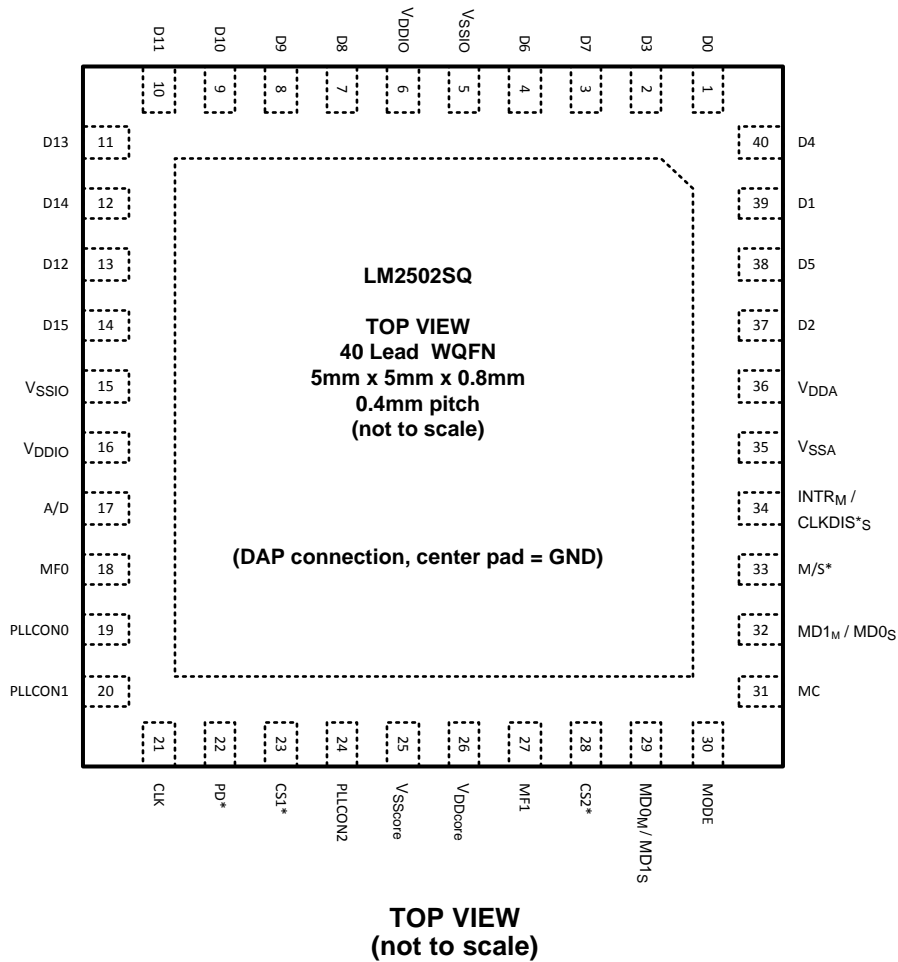 D11 D10 D9 D8 VDDIO VSSIO D6 D7 D3 D0
10 9 8 7 6 5 4 3 2 1
D13 11
D14 12
D12 13
D15 14
VSSIO 15
VDDIO 16
A/D 17
MF0 18
PLLCON0 19
PLLCON1 20
LM2502SQ
TOP VIEW
40 Lead WQFN
5mm x 5mm x 0.8mm
0.4mm pitch
(not to scale)
(DAP connection, center pad = GND)
40 D4
39 D1
38 D5
37 D2
36 VDDA
35 VSSA
34 INTRM /
CLKDIS*S
33 M/S*
32 MD1M / MD0S
31 MC
21 22 23 24 25 26 27 28 29 30
CLK PD* CS1* PLLCON2 VSScore VDDcore MF1 CS2* MD0M / MD1S MODE
TOP VIEW
(not to scale)